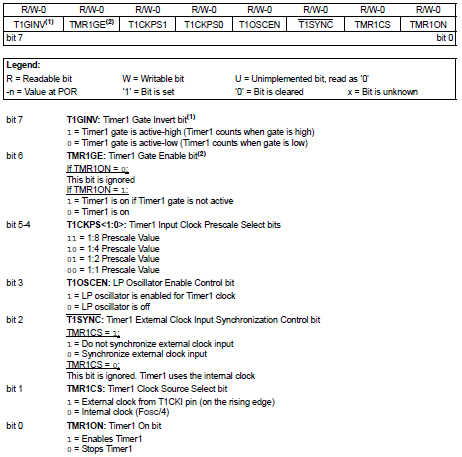 R/W-0 R/W-0 R/W-0 R/W-0 R/W-0 R/W-0 R/W-0 R/W-0
T1GINV(1) TMR1GE(2) T1CKPS1 T1CKPS0 T1OSCEN T1SYNC TMR1CS TMR1ON
bit 7 bit 0
Legend:
R = Readable bit W = Writable bit U = Unimplemented bit, read as '0'
-n = Value at POR '1' = Bit is set '0' = Bit is cleared x = Bit is unknown
bit 7 T1GINV: Timer1 Gate Invert bit(1)
1 = Timer1 gate is active-high (Timer1 counts when gate is high)
0 = Timer1 gate is active-low (Timer1 counts when gate is low)
bit 6 TMR1GE: Timer1 Gate Enable bit(2)
If TMR1ON = 0:
This bit is ignored
If TMR1ON = 1:
1 = Timer1 is on if Timer1 gate is not active
0 = Timer1 is on
bit 5-4 T1CKPS<1:0>: Timer1 Input Clock Prescale Select bits
11 = 1:8 Prescale Value
10 = 1:4 Prescale Value
01 = 1:2 Prescale Value
00 = 1:1 Prescale Value
bit 3 T1OSCEN: LP Oscillator Enable Control bit
1 = LP oscillator is enabled for Timer1 clock
0 = LP oscillator is off
bit 2 T1SYNC: Timer1 External Clock Input Synchronization Control bit
TMR1CS = 1:
1 = Do not synchronize external clock input
0 = Synchronize external clock input
TMR1CS = 0:
This bit is ignored. Timer1 uses the internal clock
bit 1 TMR1CS: Timer1 Clock Source Select bit
1 = External clock from T1CKI pin (on the rising edge)
0 = Internal clock (FOSC/4)
bit 0 TMR1ON: Timer1 On bit
1 = Enables Timer1
0 = Stops Timer1